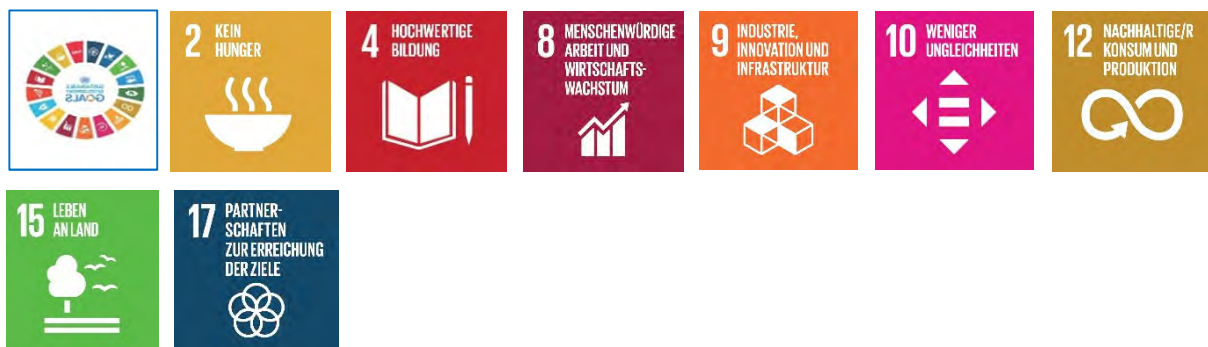 2 KEIN
HUNGER
4 HOCHWERTIGE
BILDUNG
8 MENSCHENWÜRDIGE
ARBEIT UND
WIRTSCHAFTS-
WACHSTUM
9 INDUSTRIE,
INNOVATION UND
INFRASTRUKTUR
10 WENIGER
UNGLEICHHEITEN
12 NACHHALTIGE/R
KONSUM UND
PRODUKTION
15 LEBEN
AN LAND
17 PARTNER-
SCHAFTEN
ZUR ERREICHUNG
DER ZIELE